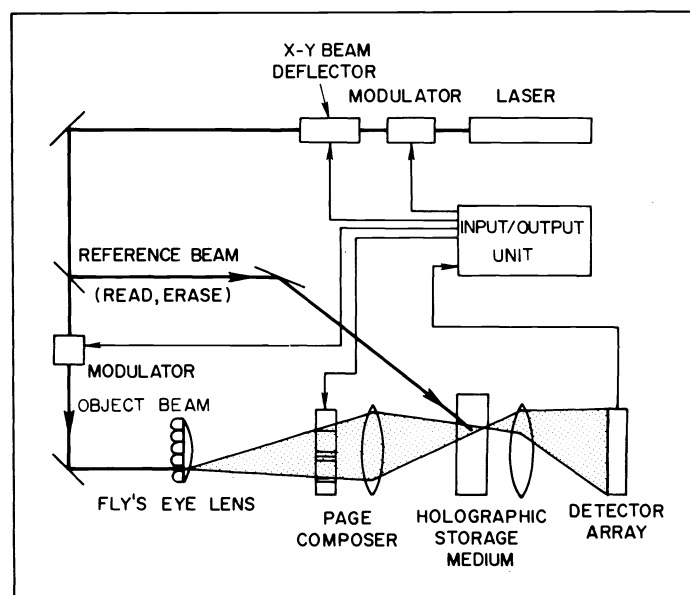 X-Y BEAM
DEFLECTOR
MODULATOR
LASER
INPUT/OUTPUT
UNIT
REFERENCE BEAM
(READ, ERASE)
MODULATOR
OBJECT BEAM
FLY'S EYE LENS
PAGE
COMPOSER
HOLOGRAPHIC
STORAGE
MEDIUM
DETECTOR
ARRAY